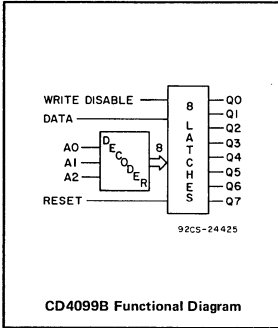 WRITE DISABLE
DATA
A0
A1
A2
RESET
DECODER
8
8 LATCHES
Q0
Q1
Q2
Q3
Q4
Q5
Q6
Q7
92CS-24425
CD4099B Functional Diagram